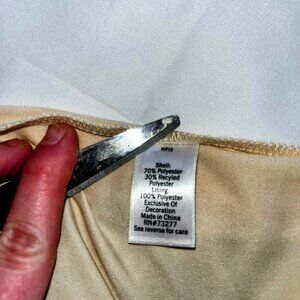 RP13
Shell:
70% Polyester
30% Recyled
Polyester
Lining:
100% Polyester
Exclusive Of
Decoration
Made in China
RN#73277
See reverse for care